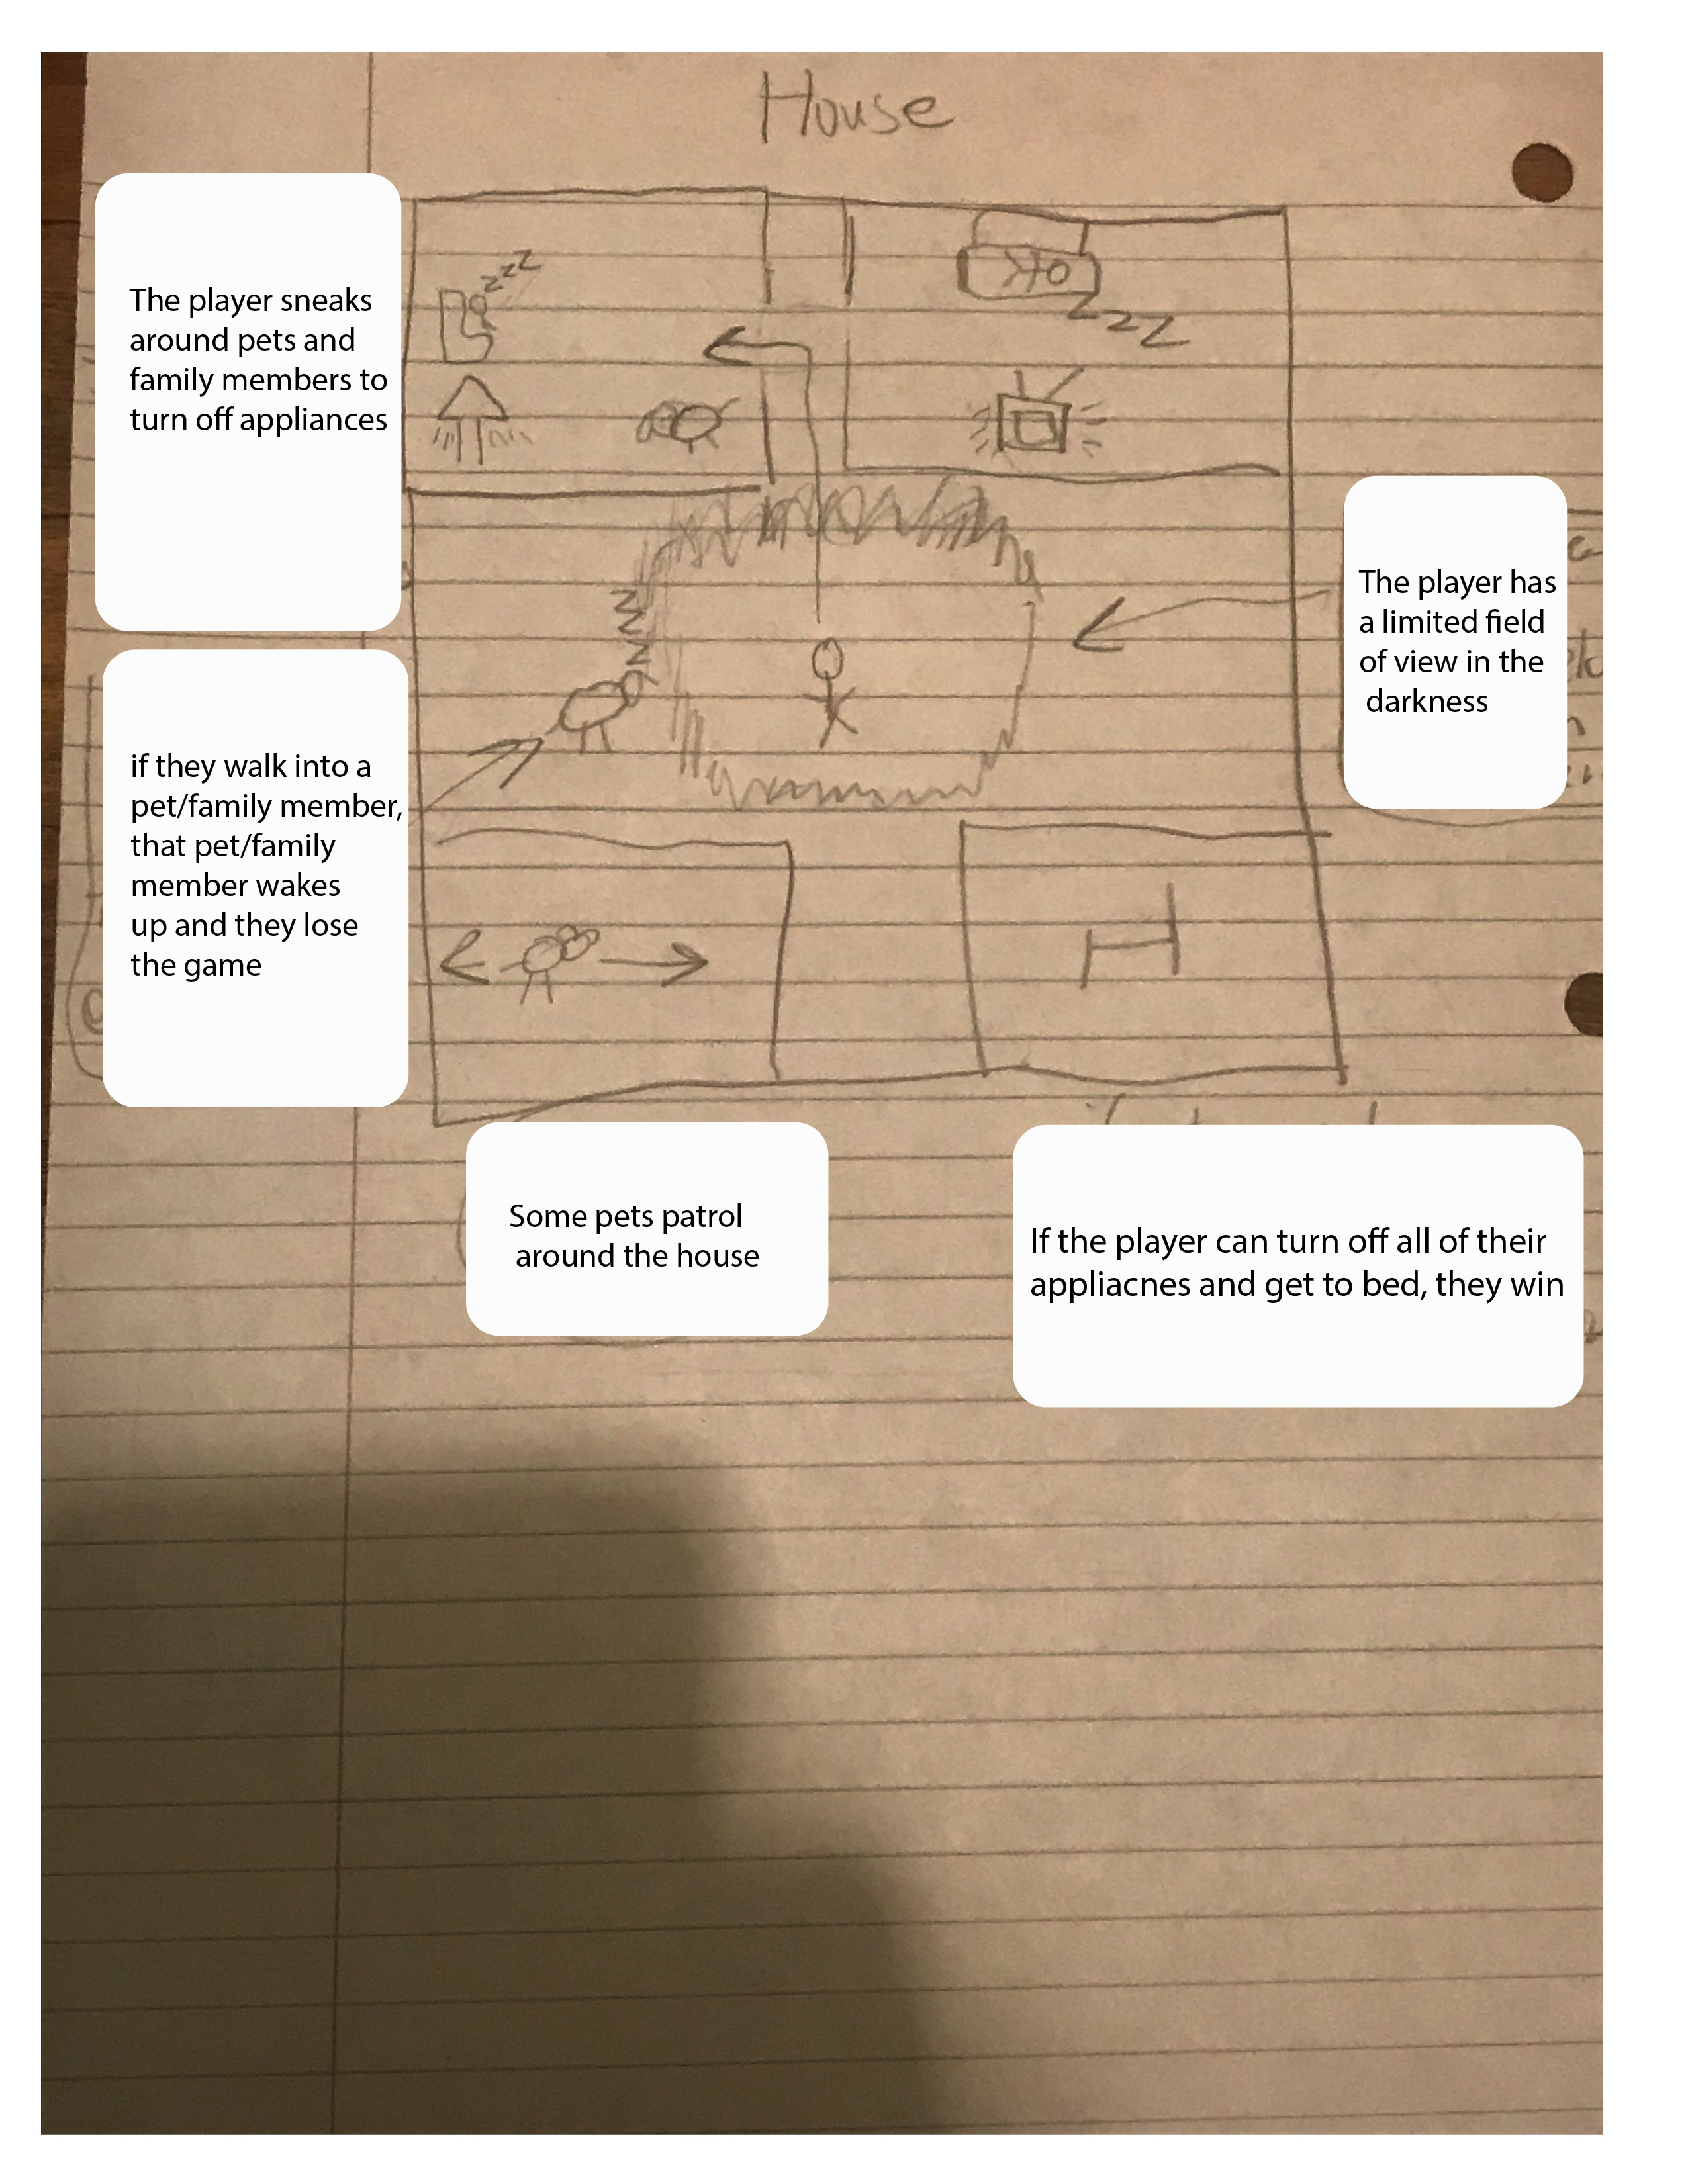 House
zzz
zzz
The player sneaks
around pets and
family members to
turn off appliances
The player has
a limited field
of view in the
darkness
if they walk into a
pet/family member,
that pet/family
member wakes
up and they lose
the game
Some pets patrol
around the house
If the player can turn off all of their
appliacnes and get to bed, they win